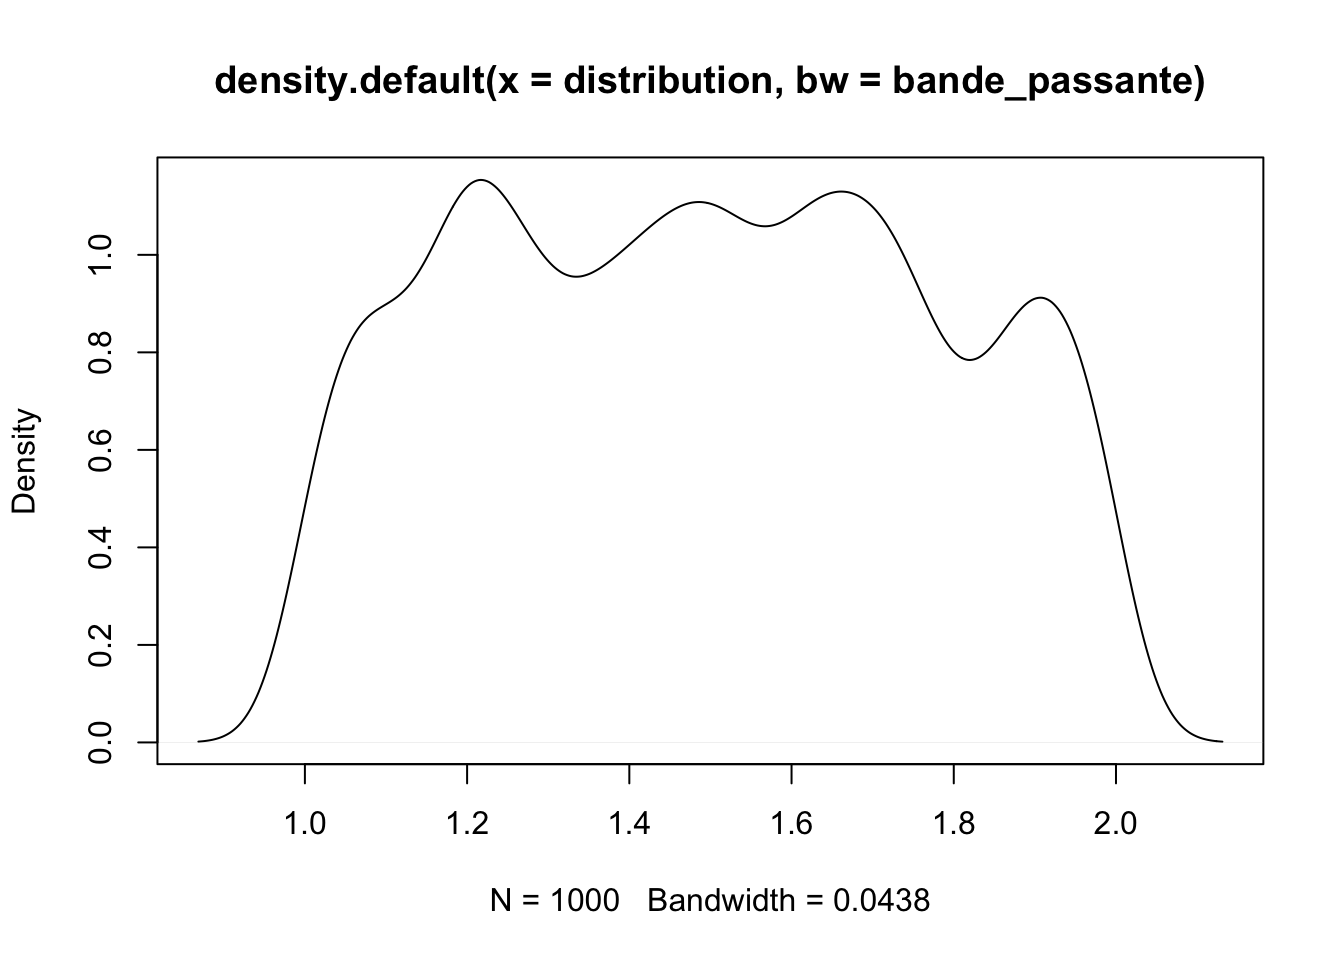 density.default(x = distribution, bw = bande_passante)
Density
1.0
0.8
0.6
0.4
0.2
0.0
1.0 1.2 1.4 1.6 1.8 2.0
N = 1000 Bandwidth = 0.0438